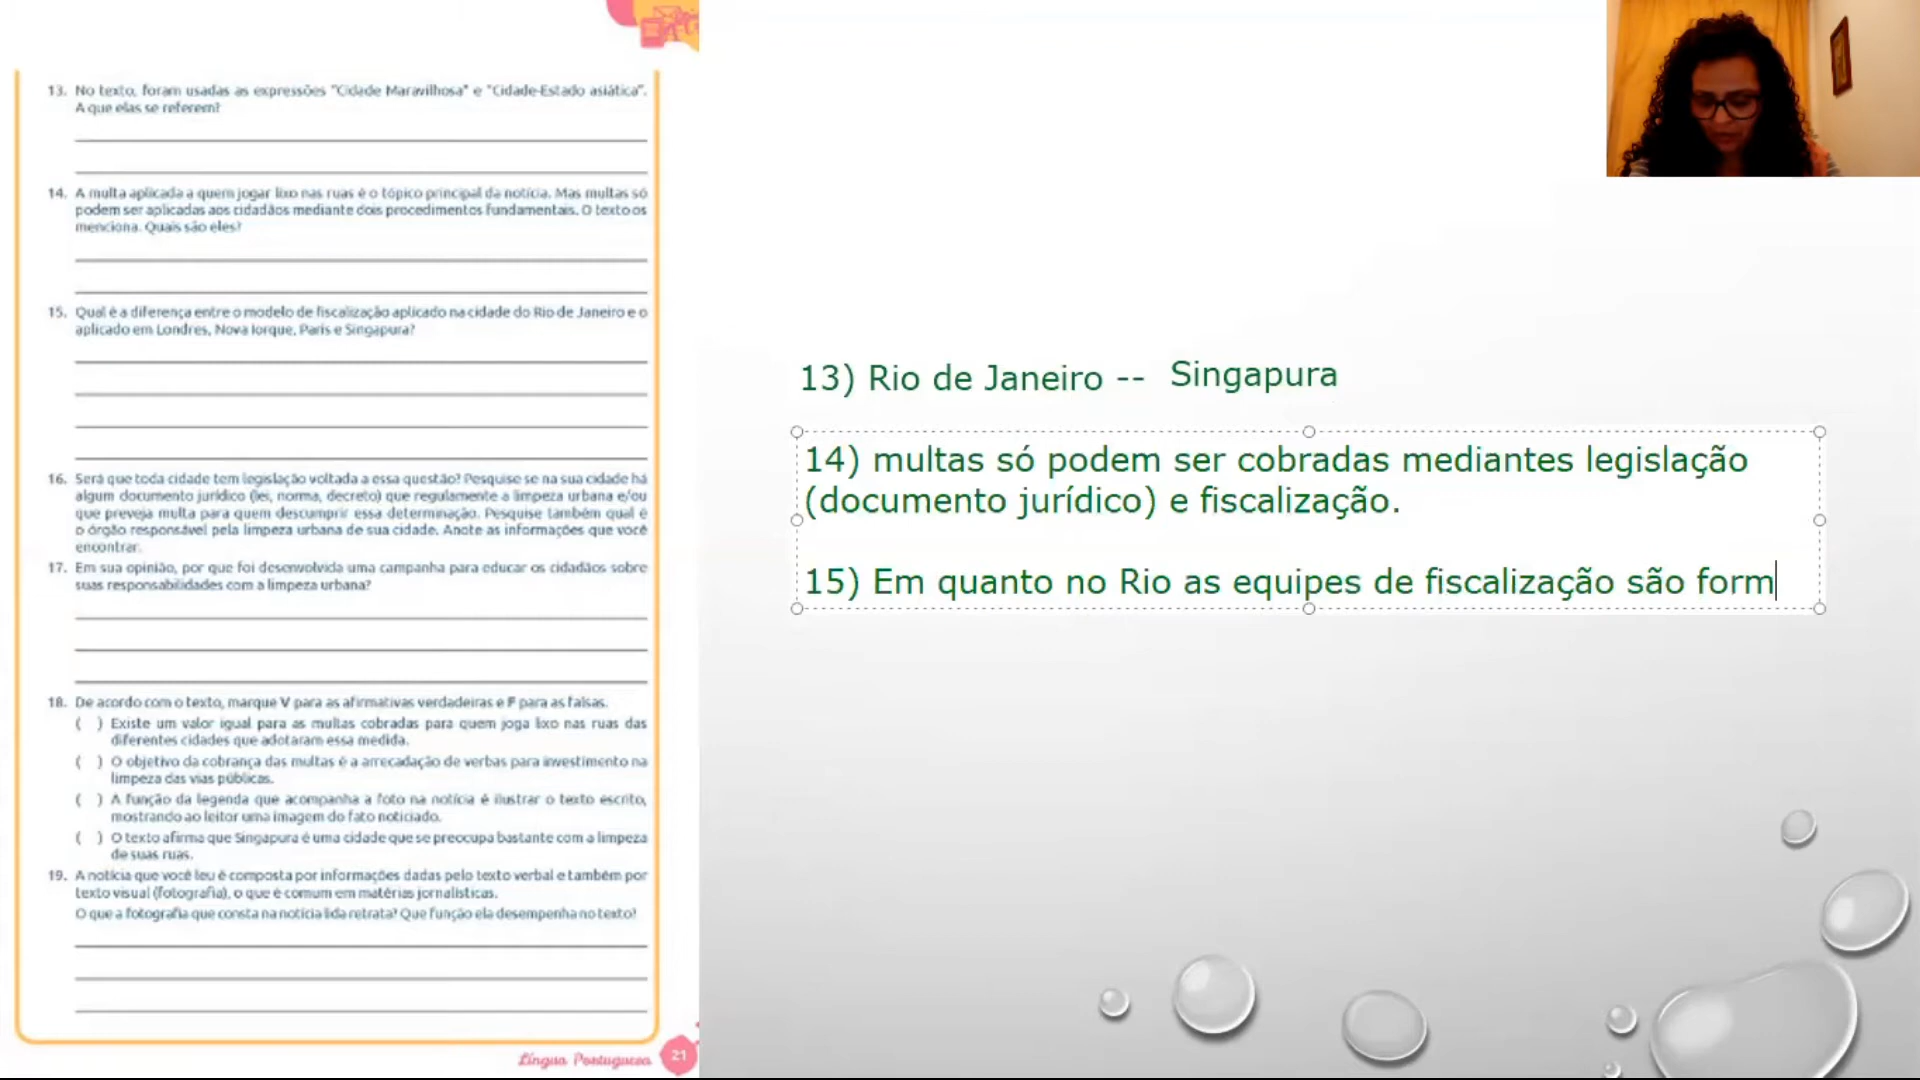 13. No texto, foram usadas as expressões "Cidade Maravilhosa" e "Cidade-Estado asiática".
A que elas se referem?
14. A multa aplicada a quem jogar lixo nas ruas é o tópico principal da notícia. Mas multas só
podem ser aplicadas aos cidadãos mediante dois procedimentos fundamentais. O texto os
menciona. Quais são eles?
15. Qual é a diferença entre o modelo de fiscalização aplicado na cidade do Rio de Janeiro e o
aplicado em Londres, Nova Iorque, Paris e Singapura?
16. Será que toda cidade tem legislação voltada a essa questão? Pesquise se na sua cidade há
algum documento jurídico (lei, norma, decreto) que regulamente a limpeza urbana e/ou
que preveja multa para quem descumprir essa determinação. Pesquise também qual é
o órgão responsável pela limpeza urbana de sua cidade. Anote as informações que você
encontrar.
17. Em sua opinião, por que foi desenvolvida uma campanha para educar os cidadãos sobre
suas responsabilidades com a limpeza urbana?
18. De acordo com o texto, marque V para as afirmativas verdadeiras e F para as falsas.
( ) Existe um valor igual para as multas cobradas para quem joga lixo nas ruas das
diferentes cidades que adotaram essa medida.
( ) O objetivo da cobrança das multas é a arrecadação de verbas para investimento na
limpeza das vias públicas.
( ) A função da legenda que acompanha a foto na notícia é ilustrar o texto escrito,
mostrando ao leitor uma imagem do fato noticiado.
( ) O texto afirma que Singapura é uma cidade que se preocupa bastante com a limpeza
de suas ruas.
19. A notícia que você leu é composta por informações dadas pelo texto verbal e também por
texto visual (fotografia), o que é comum em matérias jornalísticas.
O que a fotografia que consta na notícia lida retrata? Que função ela desempenha no texto?
Língua Portuguesa 21
13) Rio de Janeiro -- Singapura
14) multas só podem ser cobradas mediantes legislação
(documento jurídico) e fiscalização.
15) Em quanto no Rio as equipes de fiscalização são form